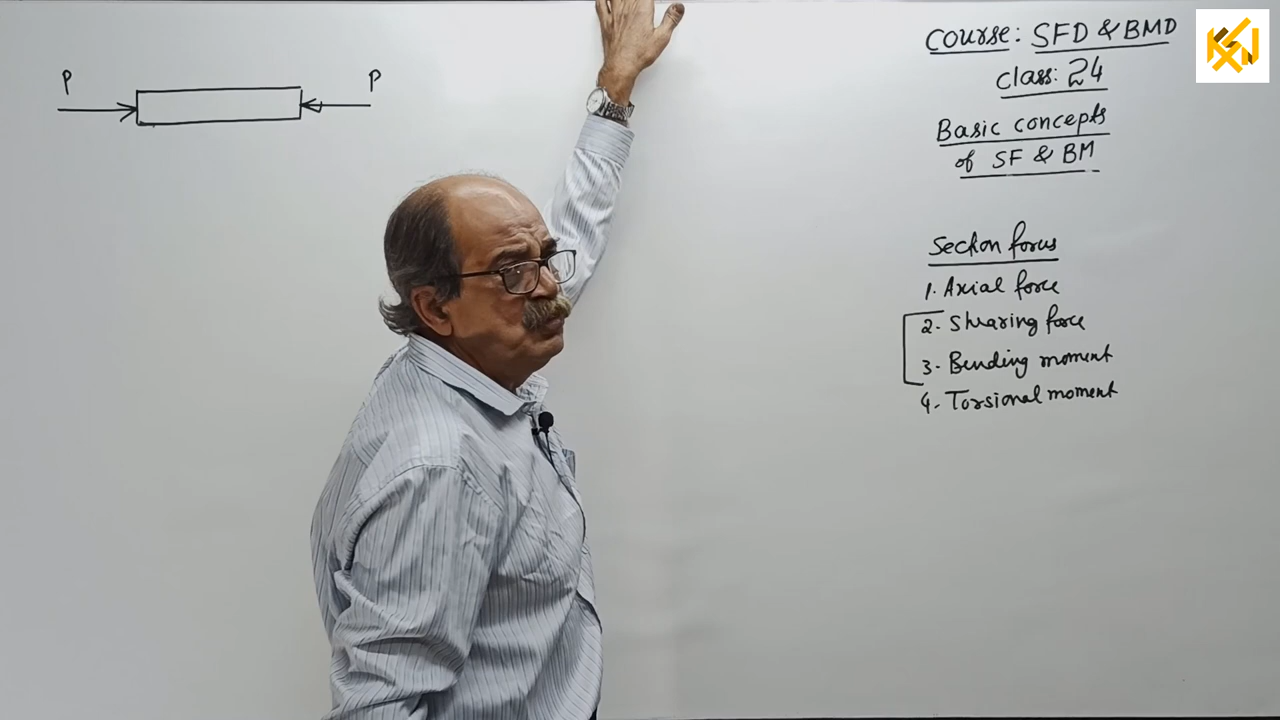 P
P
Course: SFD & BMD
Class: 24
Basic concepts
of SF & BM
Section forces
1. Axial force
2. Shearing force
3. Bending moment
4. Torsional moment